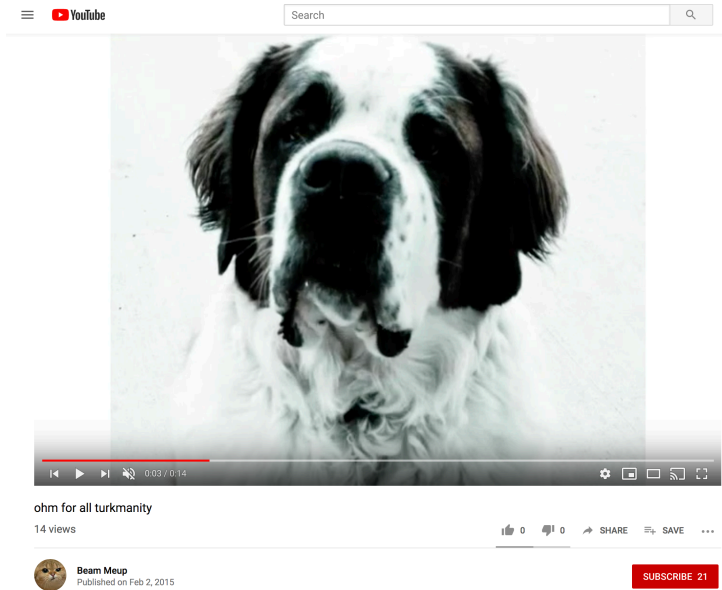 YouTube
Search
0:03 / 0:14
ohm for all turkmanity
14 views
0
0
SHARE
SAVE
Beam Meup
Published on Feb 2, 2015
SUBSCRIBE 21